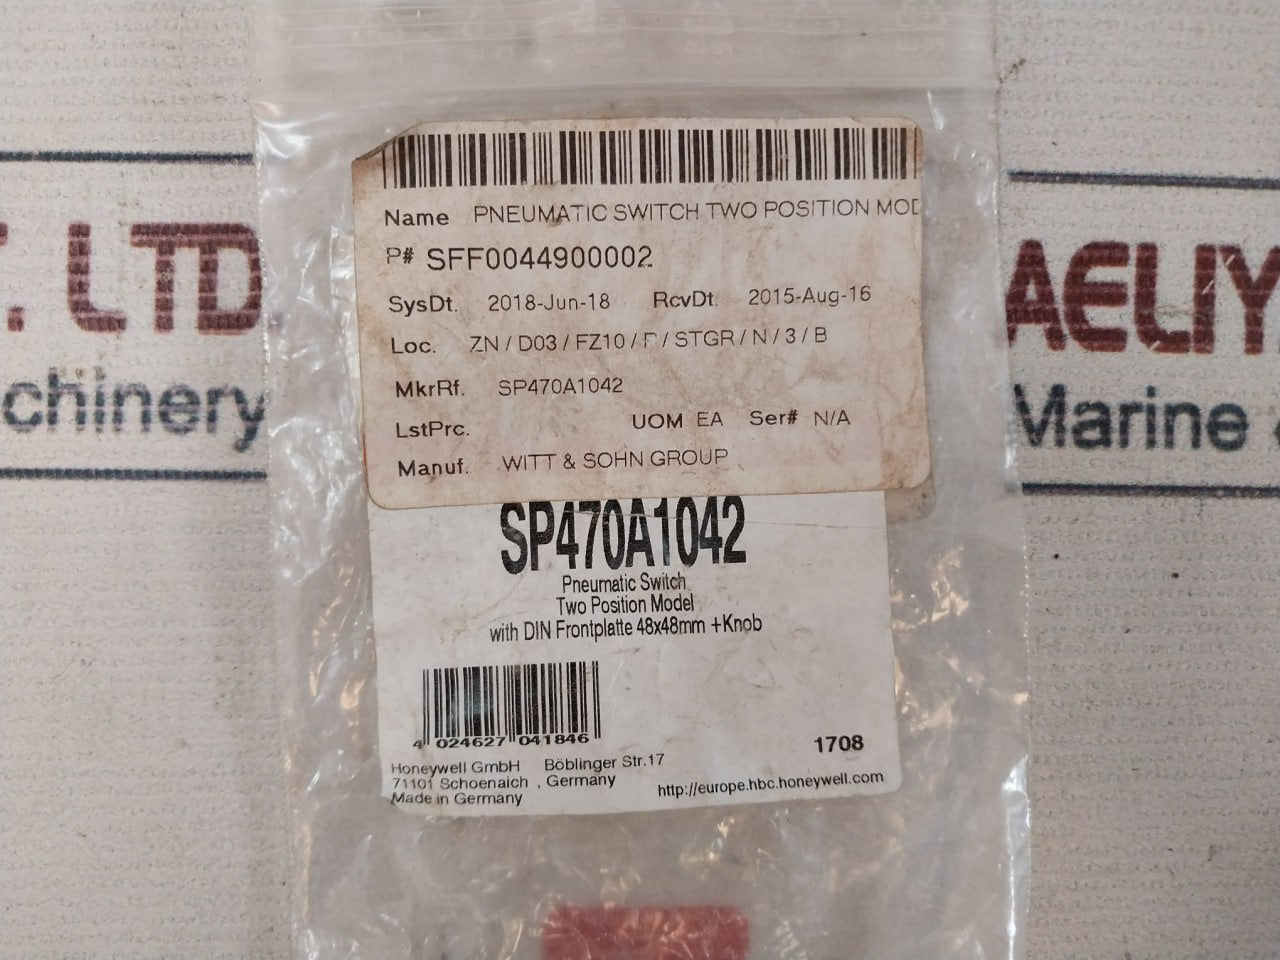 Name PNEUMATIC SWITCH TWO POSITION MOD
P# SFF0044900002
SysDt. 2018-Jun-18 RcvDt. 2015-Aug-16
Loc. ZN / D03 / FZ10 / / STGR / N / 3 / B
MkrRf. SP470A1042
LstPrc. UOM EA Ser# N/A
Manuf. WITT & SOHN GROUP
SP470A1042
Pneumatic Switch
Two Position Model
with DIN Frontplatte 48x48mm +Knob
4 024627 041846
1708
Honeywell GmbH Böblinger Str.17
71101 Schoenaich , Germany
Made in Germany
http://europe.hbc.honeywell.com
. LTD
chinery
AELIY
Marine